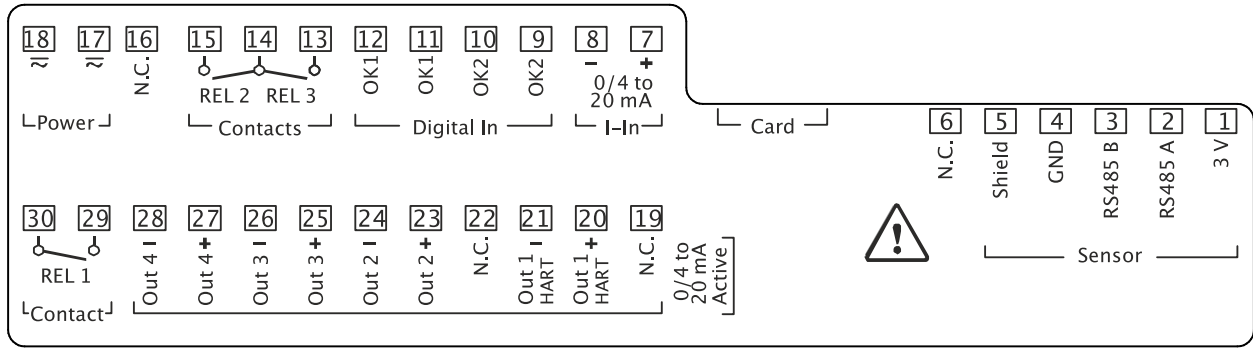 18 17 16 15 14 13 12 11 10 9 8 7
≂ ≂ N.C. OK1 OK1 OK2 OK2 − +
REL 2 REL 3
0/4 to
20 mA
Power Contacts Digital In I-In Card
6 5 4 3 2 1
N.C. Shield GND RS485 B RS485 A 3 V
Sensor
30 29 28 27 26 25 24 23 22 21 20 19
REL 1
Out 4 −
Out 4 +
Out 3 −
Out 3 +
Out 2 −
Out 2 +
N.C.
Out 1 −
HART
Out 1 +
HART
N.C.
0/4 to
20 mA
Active
Contact
!